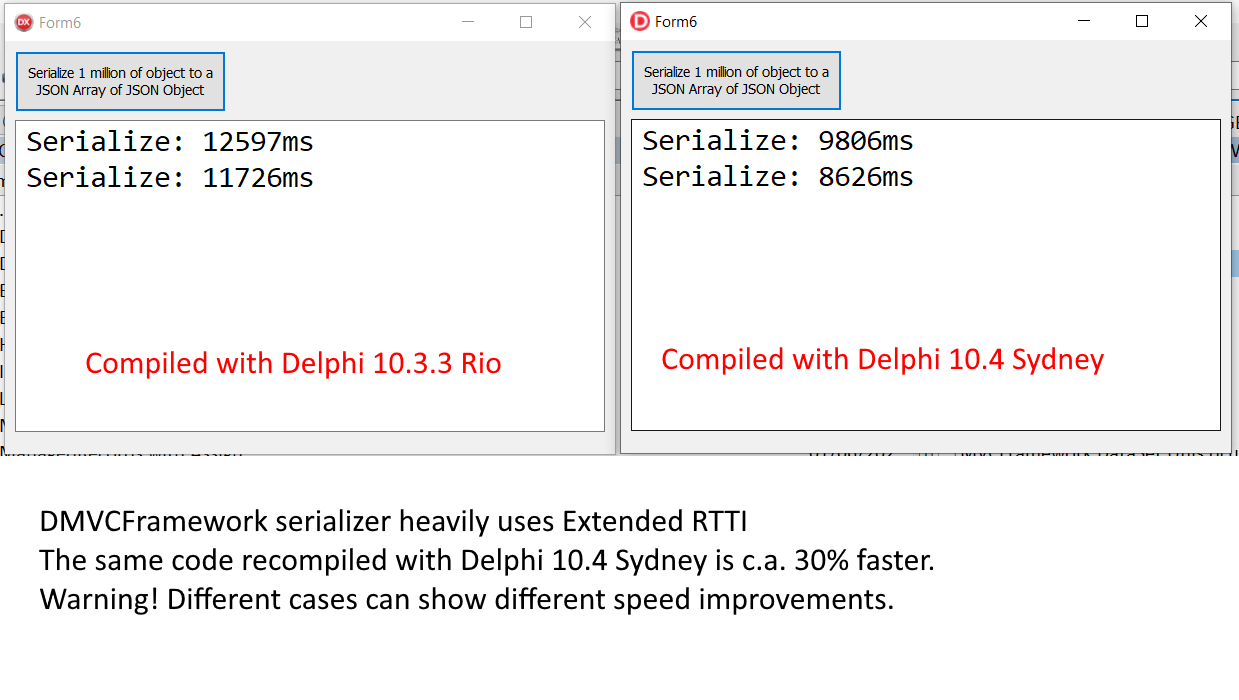 Form6
Serialize 1 million of object to a
JSON Array of JSON Object
Serialize: 12597ms
Serialize: 11726ms
Compiled with Delphi 10.3.3 Rio
Form6
Serialize 1 million of object to a
JSON Array of JSON Object
Serialize: 9806ms
Serialize: 8626ms
Compiled with Delphi 10.4 Sydney
DMVCFramework serializer heavily uses Extended RTTI
The same code recompiled with Delphi 10.4 Sydney is c.a. 30% faster.
Warning! Different cases can show different speed improvements.